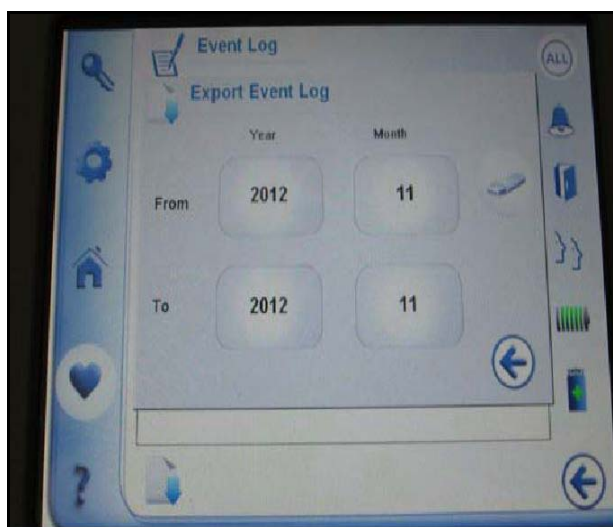 Event Log
ALL
Export Event Log
Year Month
From 2012 11
To 2012 11
?